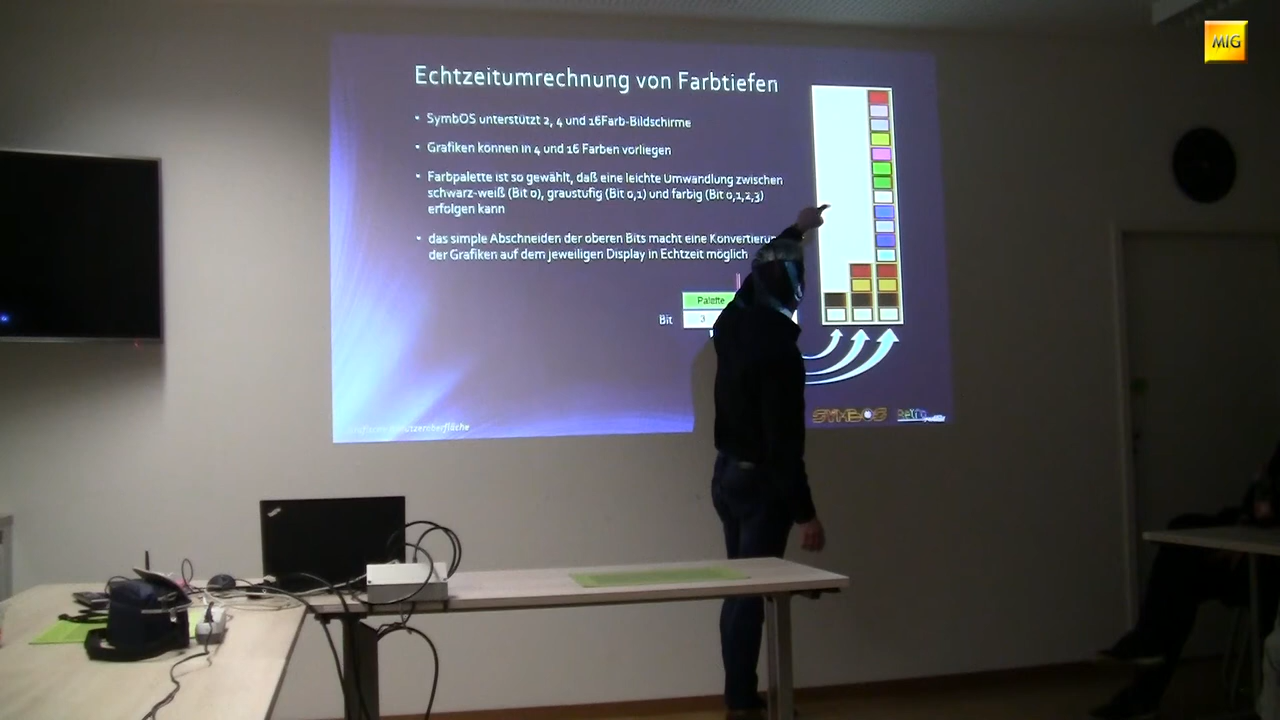 MIG
Echtzeitumrechnung von Farbtiefen
• SymbOS unterstützt 2, 4 und 16Farb-Bildschirme
• Grafiken können in 4 und 16 Farben vorliegen
• Farbpalette ist so gewählt, daß eine leichte Umwandlung zwischen
schwarz-weiß (Bit 0), graustufig (Bit 0,1) und farbig (Bit 0,1,2,3)
erfolgen kann
• das simple Abschneiden der oberen Bits macht eine Konvertierung
der Grafiken auf dem jeweiligen Display in Echtzeit möglich
Palette
Bit 3
SYMBOS